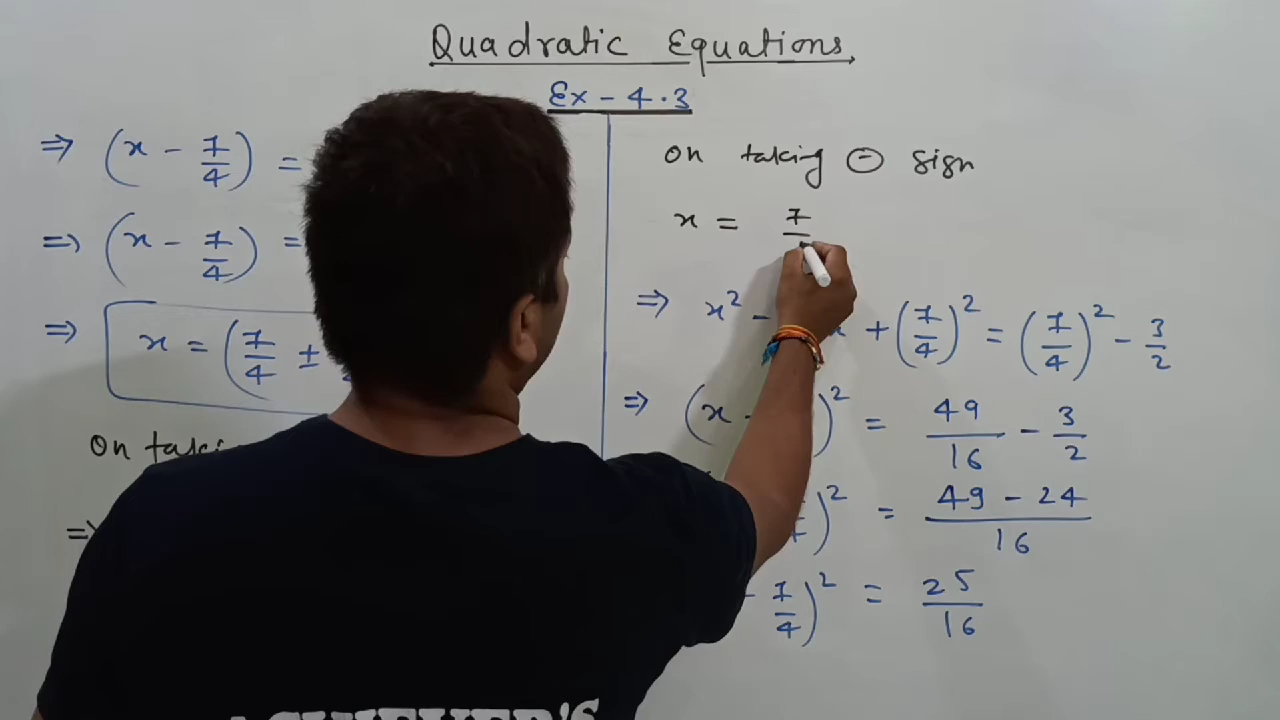 Quadratic Equations
Ex - 4.3
⇒ (x - 7/4) =
⇒ (x - 7/4) =
⇒ x = (7/4 ±
On
⇒
on taking ⊖ sign
x = 7/
⇒ x² - x + (7/4)² = (7/4)² - 3/2
⇒ (x - )² = 49/16 - 3/2
)² = 49 - 24/16
- 7/4)² = 25/16